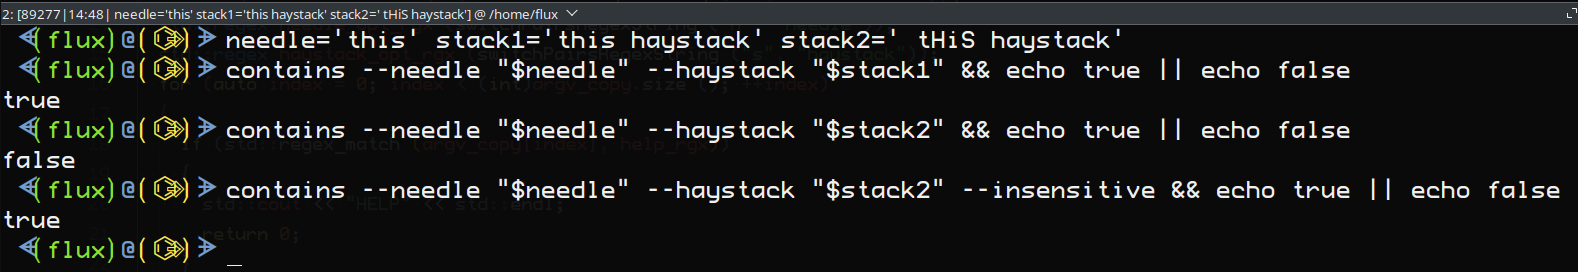 2: [89277|14:48| needle='this' stack1='this haystack' stack2=' tHiS haystack'] @ /home/flux
(flux)@(⌬) needle='this' stack1='this haystack' stack2=' tHiS haystack'
(flux)@(⌬) contains --needle "$needle" --haystack "$stack1" && echo true || echo false
true
(flux)@(⌬) contains --needle "$needle" --haystack "$stack2" && echo true || echo false
false
(flux)@(⌬) contains --needle "$needle" --haystack "$stack2" --insensitive && echo true || echo false
true
(flux)@(⌬)